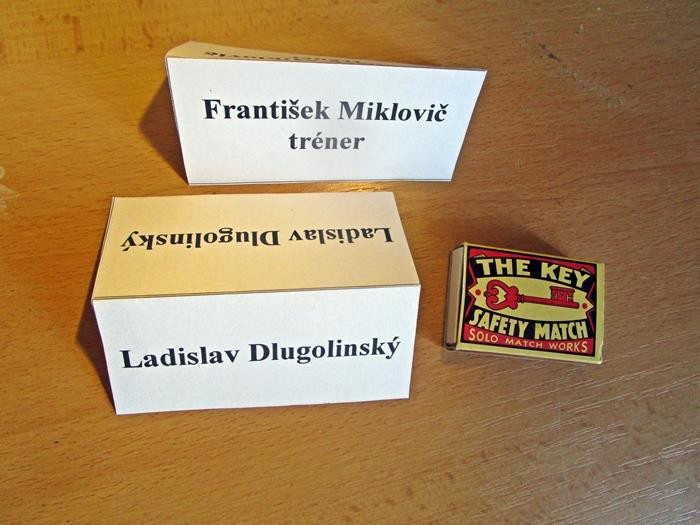 František Miklovič
tréner
Ladislav Dlugolinský
Ladislav Dlugolinský
THE KEY
SAFETY MATCH
SOLO MATCH WORKS